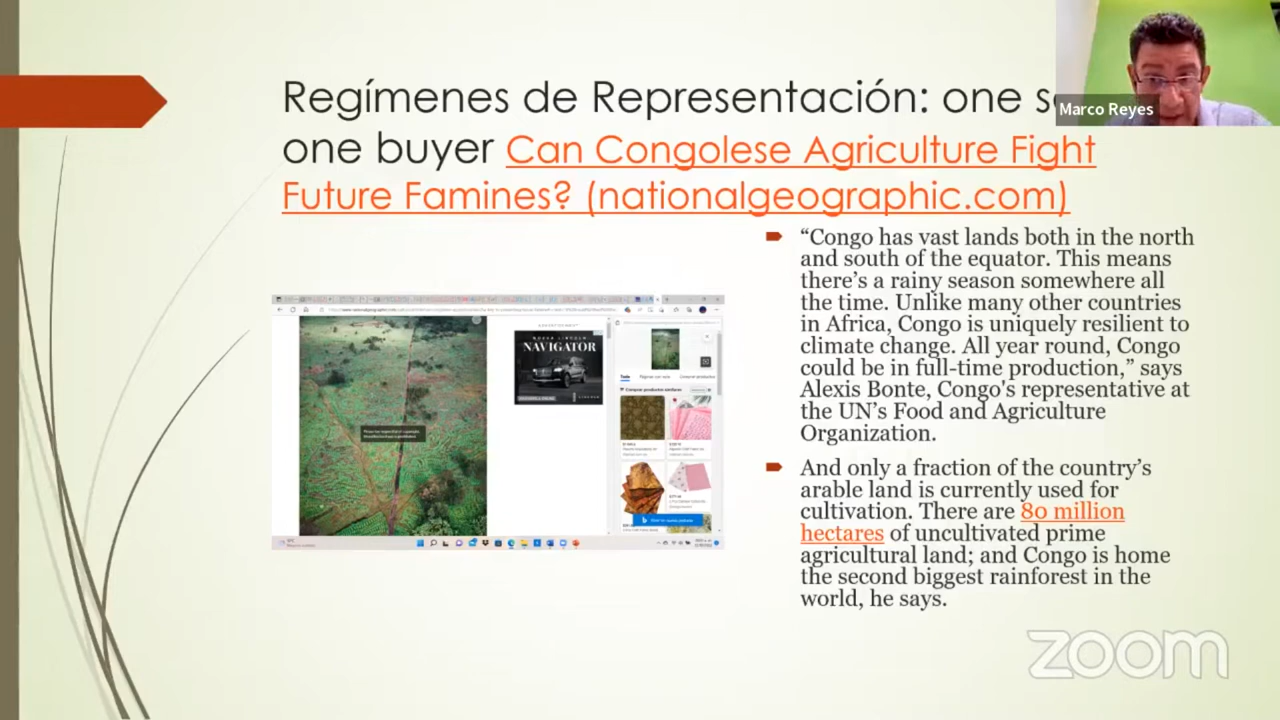 Regímenes de Representación: one s
Marco Reyes
one buyer Can Congolese Agriculture Fight
Future Famines? (nationalgeographic.com)
“Congo has vast lands both in the north
and south of the equator. This means
there’s a rainy season somewhere all
the time. Unlike many other countries
in Africa, Congo is uniquely resilient to
climate change. All year round, Congo
could be in full-time production,” says
Alexis Bonte, Congo's representative at
the UN’s Food and Agriculture
Organization.
And only a fraction of the country’s
arable land is currently used for
cultivation. There are 80 million
hectares of uncultivated prime
agricultural land; and Congo is home
the second biggest rainforest in the
world, he says.
NAVIGATOR
zoom